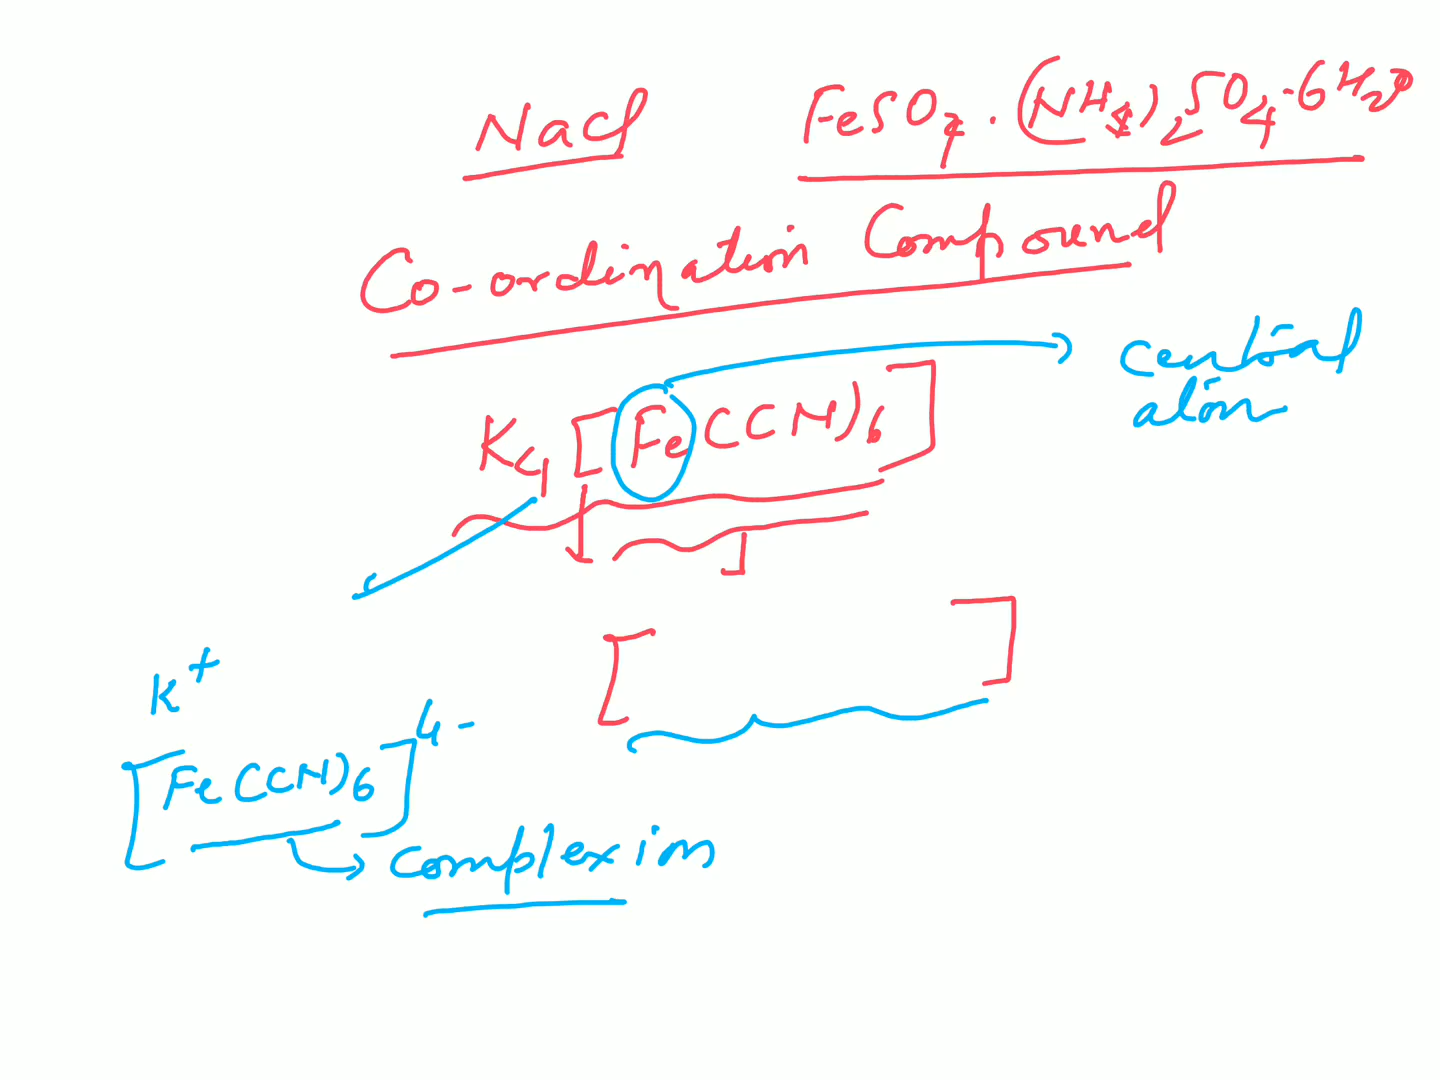 NaCl FeSO4.(NH4)2SO4.6H2O
Co-ordination Compound
central
K4[Fe(CN)6]
atom
K+
[Fe(CN)6]4-
complex ion